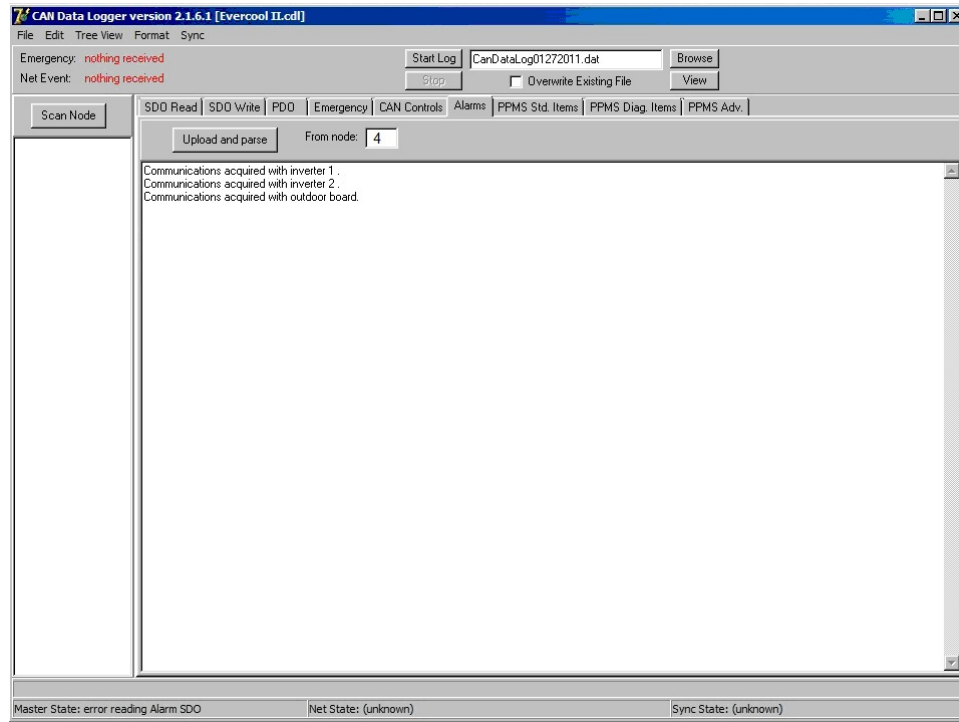 CAN Data Logger version 2.1.6.1 [Evercool II.cdl]
File Edit Tree View Format Sync
Emergency: nothing received
Start Log CanDataLog01272011.dat Browse
Net Event: nothing received
Stop Overwrite Existing File View
Scan Node
SDO Read SDO Write PDO Emergency CAN Controls Alarms PPMS Std. Items PPMS Diag. Items PPMS Adv.
Upload and parse From node: 4
Communications acquired with inverter 1 .
Communications acquired with inverter 2 .
Communications acquired with outdoor board.
Master State: error reading Alarm SDO Net State: (unknown) Sync State: (unknown)